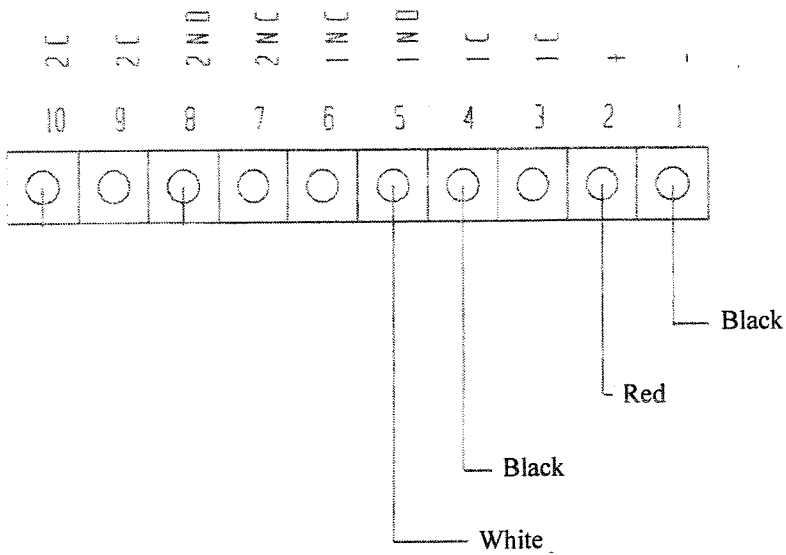 2C 2C 2NO 2NC 1NC 1NO 1C 1C + -
10 9 8 7 6 5 4 3 2 1
Black
Red
Black
White